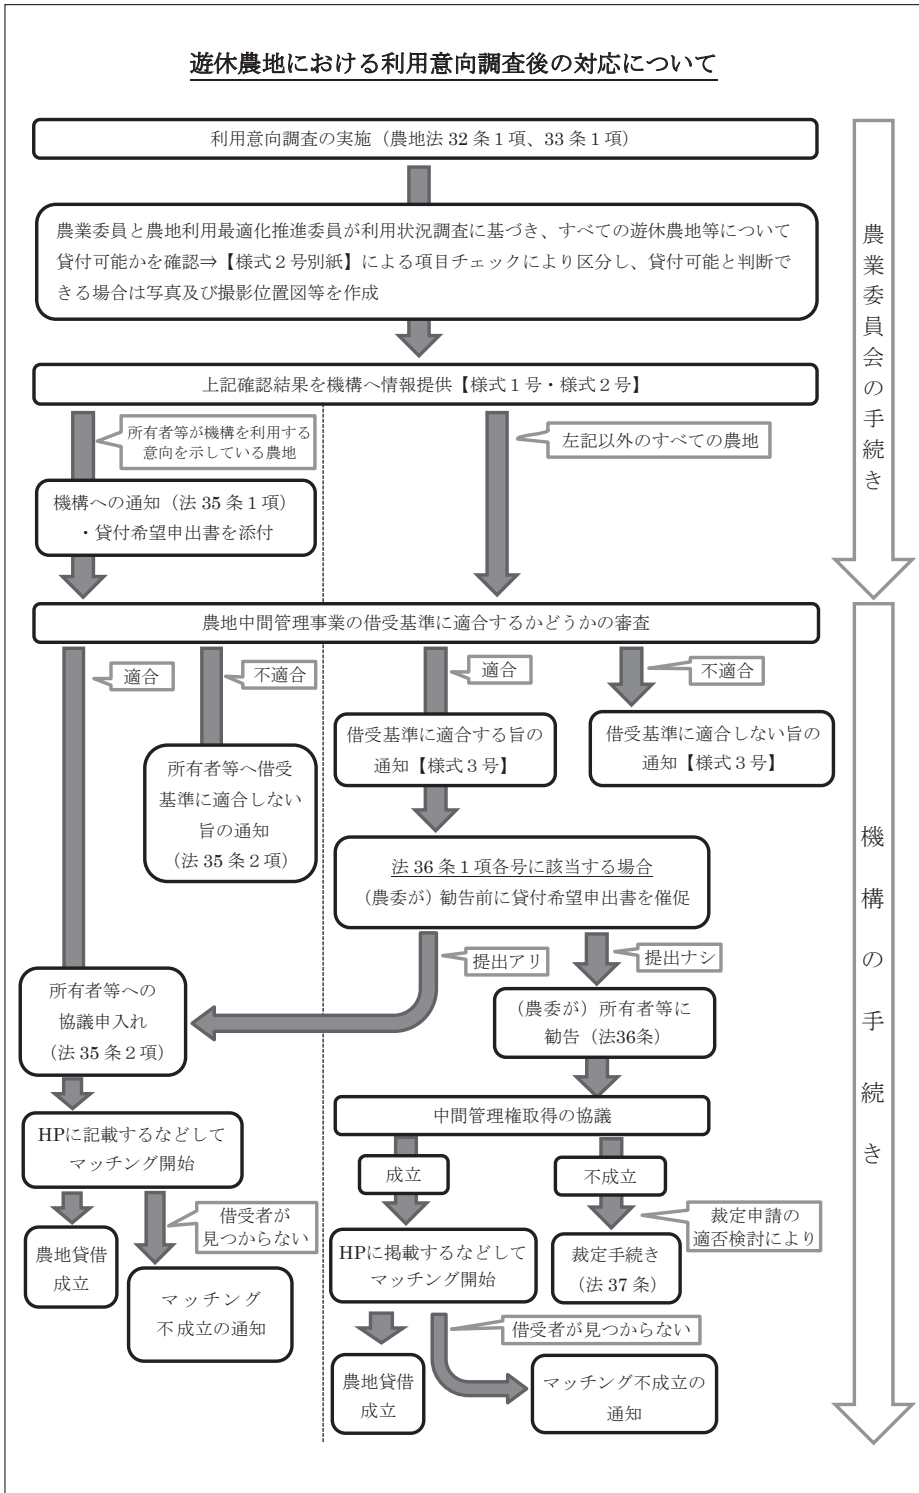 遊休農地における利用意向調査後の対応について
利用意向調査の実施（農地法 32 条 1 項、33 条 1 項）
農業委員と農地利用最適化推進委員が利用状況調査に基づき、すべての遊休農地等について
貸付可能かを確認⇒【様式２号別紙】による項目チェックにより区分し、貸付可能と判断で
きる場合は写真及び撮影位置図等を作成
上記確認結果を機構へ情報提供【様式１号・様式２号】
所有者等が機構を利用する
意向を示している農地
左記以外のすべての農地
機構への通知（法 35 条 1 項）
・貸付希望申出書を添付
農業委員会の手続き
農地中間管理事業の借受基準に適合するかどうかの審査
適合
不適合
適合
不適合
所有者等へ借受
基準に適合しない
旨の通知
（法 35 条２項）
借受基準に適合する旨の
通知【様式３号】
借受基準に適合しない旨の
通知【様式３号】
法 36 条１項各号に該当する場合
（農委が）勧告前に貸付希望申出書を催促
提出アリ
提出ナシ
所有者等への
協議申入れ
（法 35 条２項）
（農委が）所有者等に
勧告（法36条）
中間管理権取得の協議
HPに記載するなどして
マッチング開始
成立
不成立
借受者が
見つからない
裁定申請の
適否検討により
農地貸借
成立
マッチング
不成立の通知
HPに掲載するなどして
マッチング開始
裁定手続き
（法 37 条）
借受者が見つからない
農地貸借
成立
マッチング不成立の
通知
機構の手続き